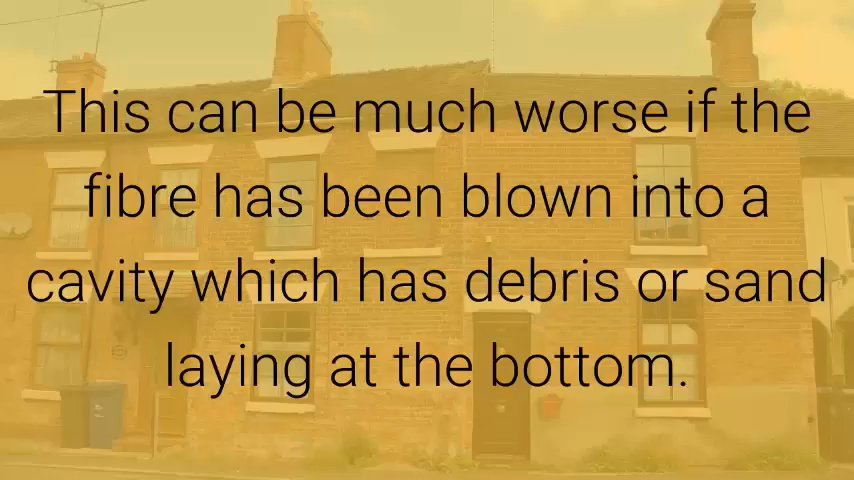 This can be much worse if the
fibre has been blown into a
cavity which has debris or sand
laying at the bottom.